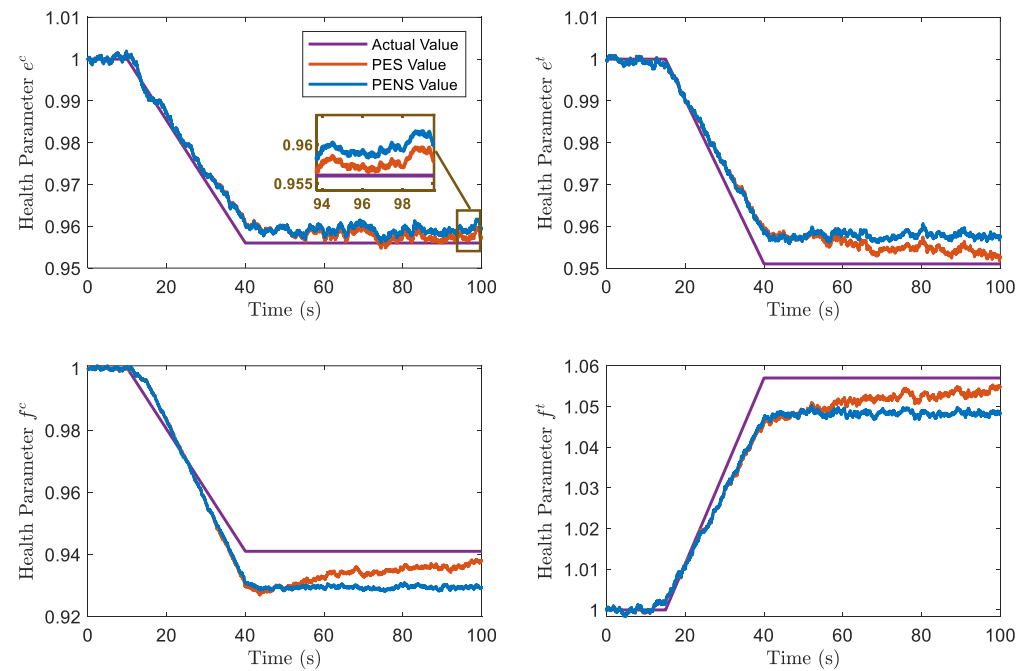 1.01
1
0.99
0.98
0.97
0.96
0.95
Health Parameter e^c
Actual Value
PES Value
PENS Value
0.96
0.955
94 96 98
0 20 40 60 80 100
Time (s)
1.01
1
0.99
0.98
0.97
0.96
0.95
Health Parameter e^t
0 20 40 60 80 100
Time (s)
1
0.98
0.96
0.94
0.92
Health Parameter f^c
0 20 40 60 80 100
Time (s)
1.06
1.05
1.04
1.03
1.02
1.01
1
Health Parameter f^t
0 20 40 60 80 100
Time (s)